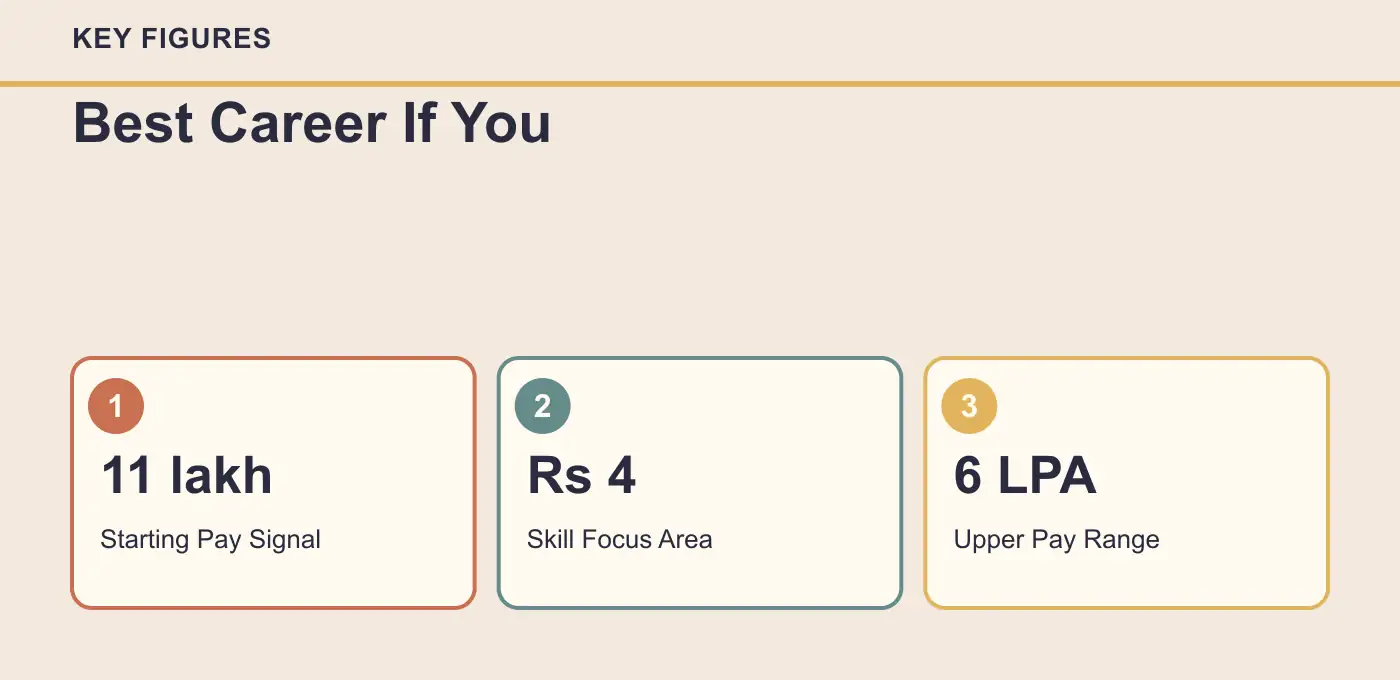 KEY FIGURES
Best Career If You
1
11 lakh
Starting Pay Signal
2
Rs 4
Skill Focus Area
3
6 LPA
Upper Pay Range